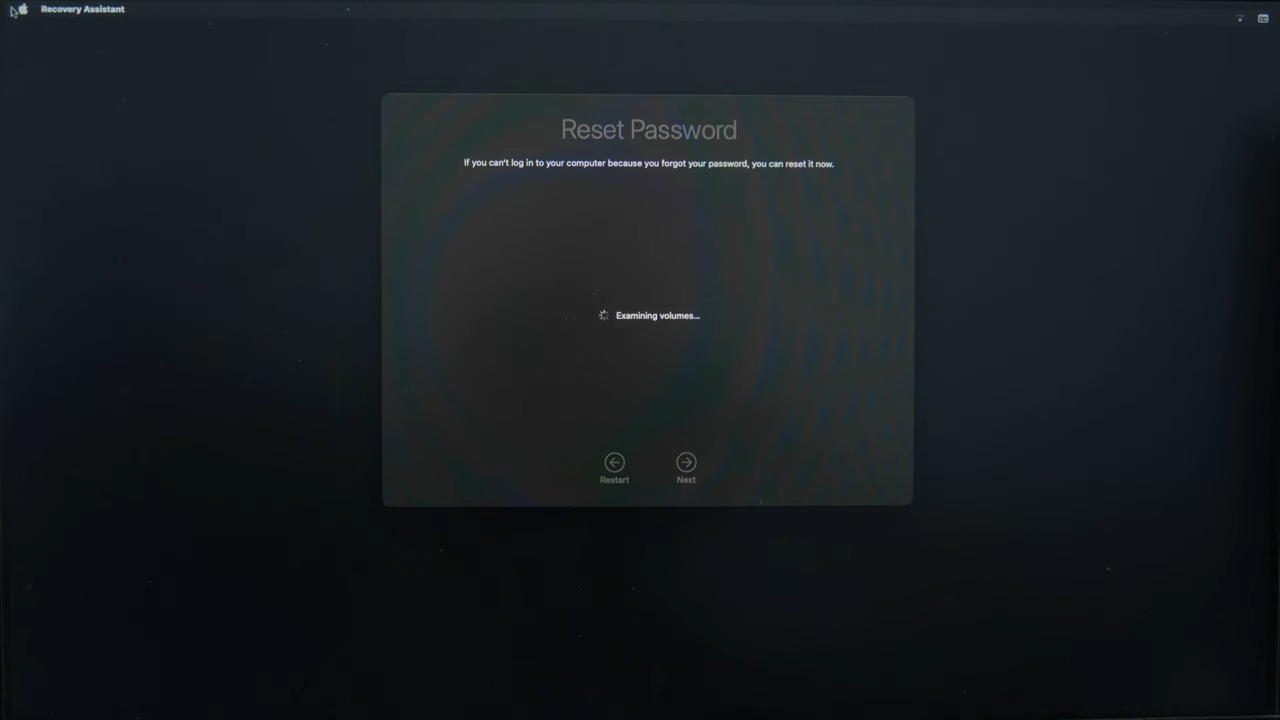 Recovery Assistant
Reset Password
If you can't log in to your computer because you forgot your password, you can reset it now.
Examining volumes...
Restart
Next